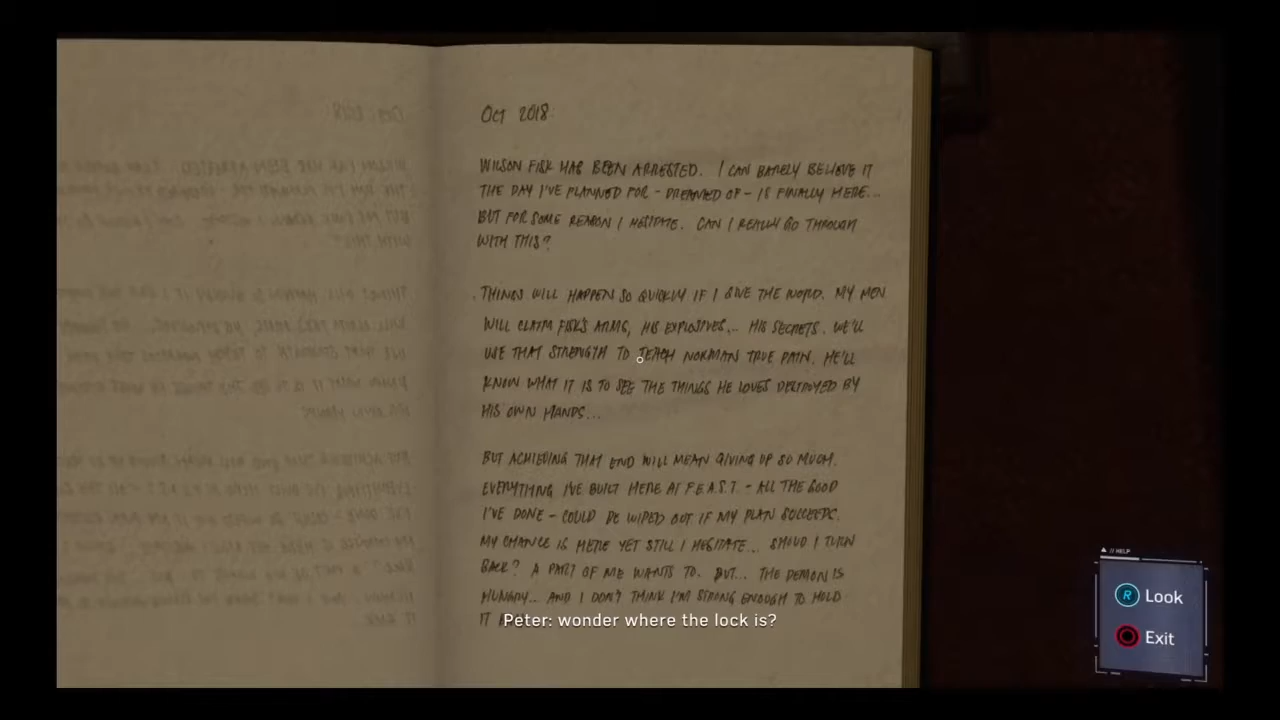 Oct 2018:
WILSON FISK HAS BEEN ARRESTED. I CAN BARELY BELIEVE IT
THE DAY I'VE PLANNED FOR - DREAMED OF - IS FINALLY HERE...
BUT FOR SOME REASON I HESITATE. CAN I REALLY GO THROUGH
WITH THIS?
THINGS WILL HAPPEN SO QUICKLY IF I GIVE THE WORD. MY MEN
WILL CLAIM FISK'S ARMS, HIS EXPLOSIVES... HIS SECRETS. WE'LL
USE THAT STRENGTH TO TEACH NORMAN TRUE PAIN. HE'LL
KNOW WHAT IT IS TO SEE THE THINGS HE LOVES DESTROYED BY
HIS OWN HANDS...
BUT ACHIEVING THAT END WILL MEAN GIVING UP SO MUCH.
EVERYTHING I'VE BUILT HERE AT F.E.A.S.T. - ALL THE GOOD
I'VE DONE - COULD BE WIPED OUT IF MY PLAN SUCCEEDS.
MY CHANCE IS HERE YET STILL I HESITATE... SHOULD I TURN
BACK? A PART OF ME WANTS TO. BUT... THE DEMON IS
HUNGRY... AND I DON'T THINK I'M STRONG ENOUGH TO HOLD
IT
Peter: wonder where the lock is?
// HELP
R Look
Exit